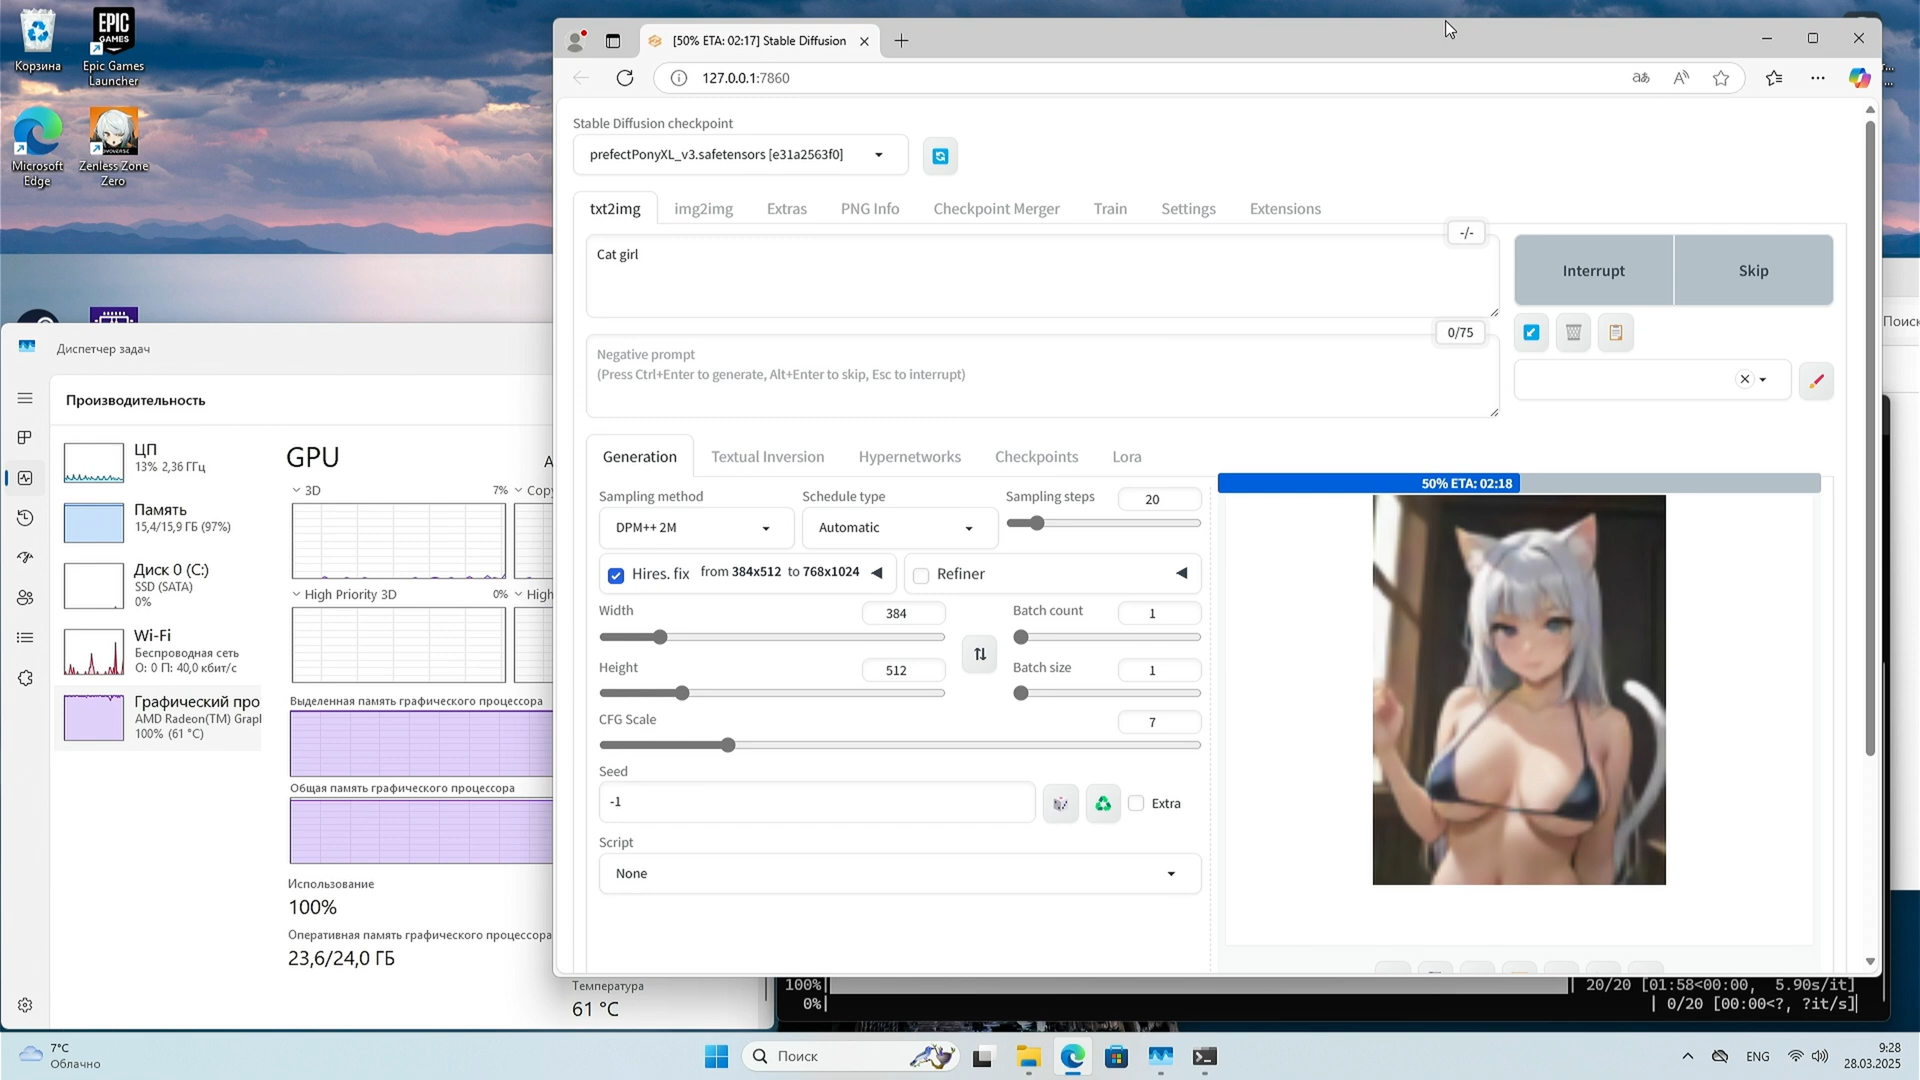 Корзина
EPIC GAMES
Epic Games Launcher
Microsoft Edge
Zenless Zone Zero
Диспетчер задач
Производительность
ЦП
13% 2,36 ГГц
Память
15,4/15,9 ГБ (97%)
Диск 0 (C:)
SSD (SATA)
0%
Wi-Fi
Беспроводная сеть
О: 0 П: 40,0 кбит/с
Графический про
AMD Radeon(TM) Grapl
100% (61 °C)
GPU
A
3D
7%
Copy
High Priority 3D
0%
High
Выделенная память графического процессора
Общая память графического процессора
Использование
100%
Оперативная память графического процессора
23,6/24,0 ГБ
Температура
61 °C
[50% ETA: 02:17] Stable Diffusion
127.0.0.1:7860
Stable Diffusion checkpoint
prefectPonyXL_v3.safetensors [e31a2563f0]
txt2img
img2img
Extras
PNG Info
Checkpoint Merger
Train
Settings
Extensions
-/-
Cat girl
Interrupt
Skip
0/75
Negative prompt
(Press Ctrl+Enter to generate, Alt+Enter to skip, Esc to interrupt)
Generation
Textual Inversion
Hypernetworks
Checkpoints
Lora
Sampling method
DPM++ 2M
Schedule type
Automatic
Sampling steps
20
Hires. fix
from 384x512 to 768x1024
Refiner
Width
384
Batch count
1
Height
512
Batch size
1
CFG Scale
7
Seed
-1
Extra
Script
None
50% ETA: 02:18
Поиск
100%| | 20/20 [01:58<00:00, 5.90s/it]
0%| | 0/20 [00:00<?, ?it/s]
7°C
Облачно
Поиск
ENG
9:28
28.03.2025